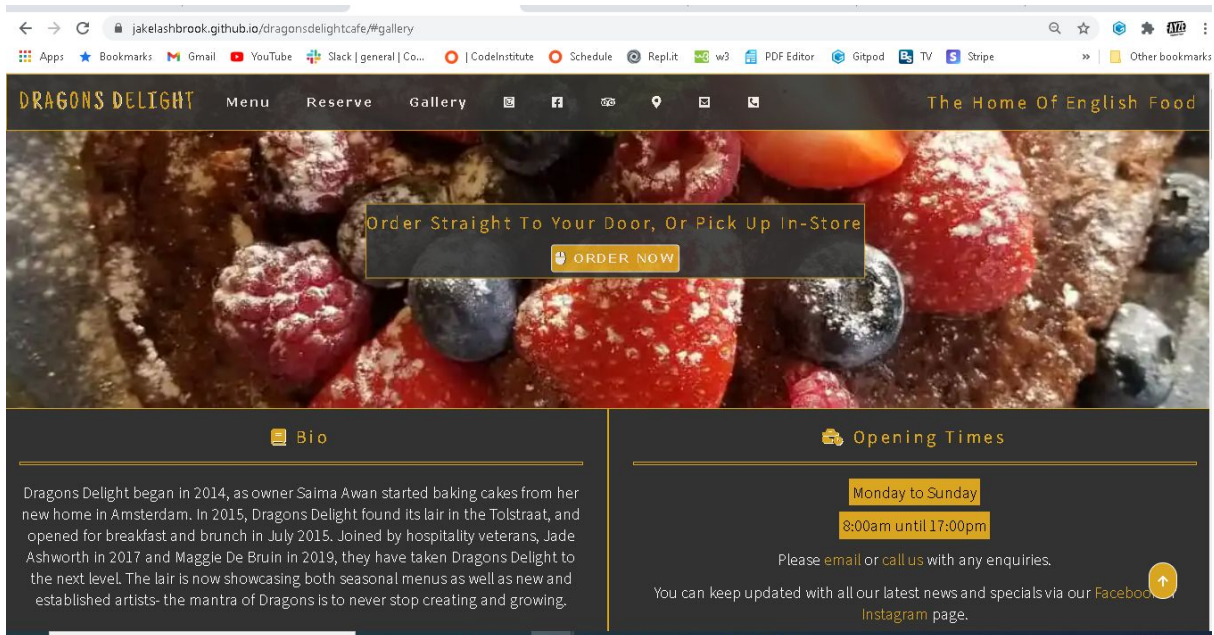 jakelashbrook.github.io/dragonsdelightcafe/#gallery
Apps Bookmarks Gmail YouTube Slack | general | Co... | CodeInstitute Schedule Repl.it w3 PDF Editor Gitpod TV Stripe » Other bookmarks
DRAGONS DELIGHT Menu Reserve Gallery The Home Of English Food
Order Straight To Your Door, Or Pick Up In-Store
ORDER NOW
Bio
Dragons Delight began in 2014, as owner Saima Awan started baking cakes from her
new home in Amsterdam. In 2015, Dragons Delight found its lair in the Tolstraat, and
opened for breakfast and brunch in July 2015. Joined by hospitality veterans, Jade
Ashworth in 2017 and Maggie De Bruin in 2019, they have taken Dragons Delight to
the next level. The lair is now showcasing both seasonal menus as well as new and
established artists- the mantra of Dragons is to never stop creating and growing.
Opening Times
Monday to Sunday
8:00am until 17:00pm
Please email or call us with any enquiries.
You can keep updated with all our latest news and specials via our
Instagram page.